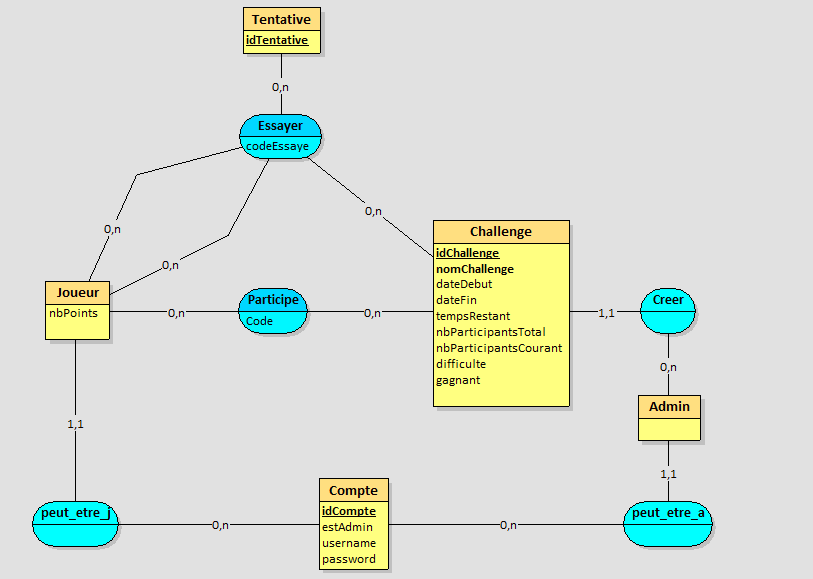 Tentative
idTentative
0,n
Essayer
codeEssaye
0,n
0,n
0,n
Challenge
idChallenge
nomChallenge
dateDebut
dateFin
tempsRestant
nbParticipantsTotal
nbParticipantsCourant
difficulte
gagnant
Joueur
nbPoints
0,n
Participe
Code
0,n
1,1
Creer
0,n
Admin
1,1
1,1
Compte
idCompte
estAdmin
username
password
peut_etre_j
0,n
0,n
peut_etre_a